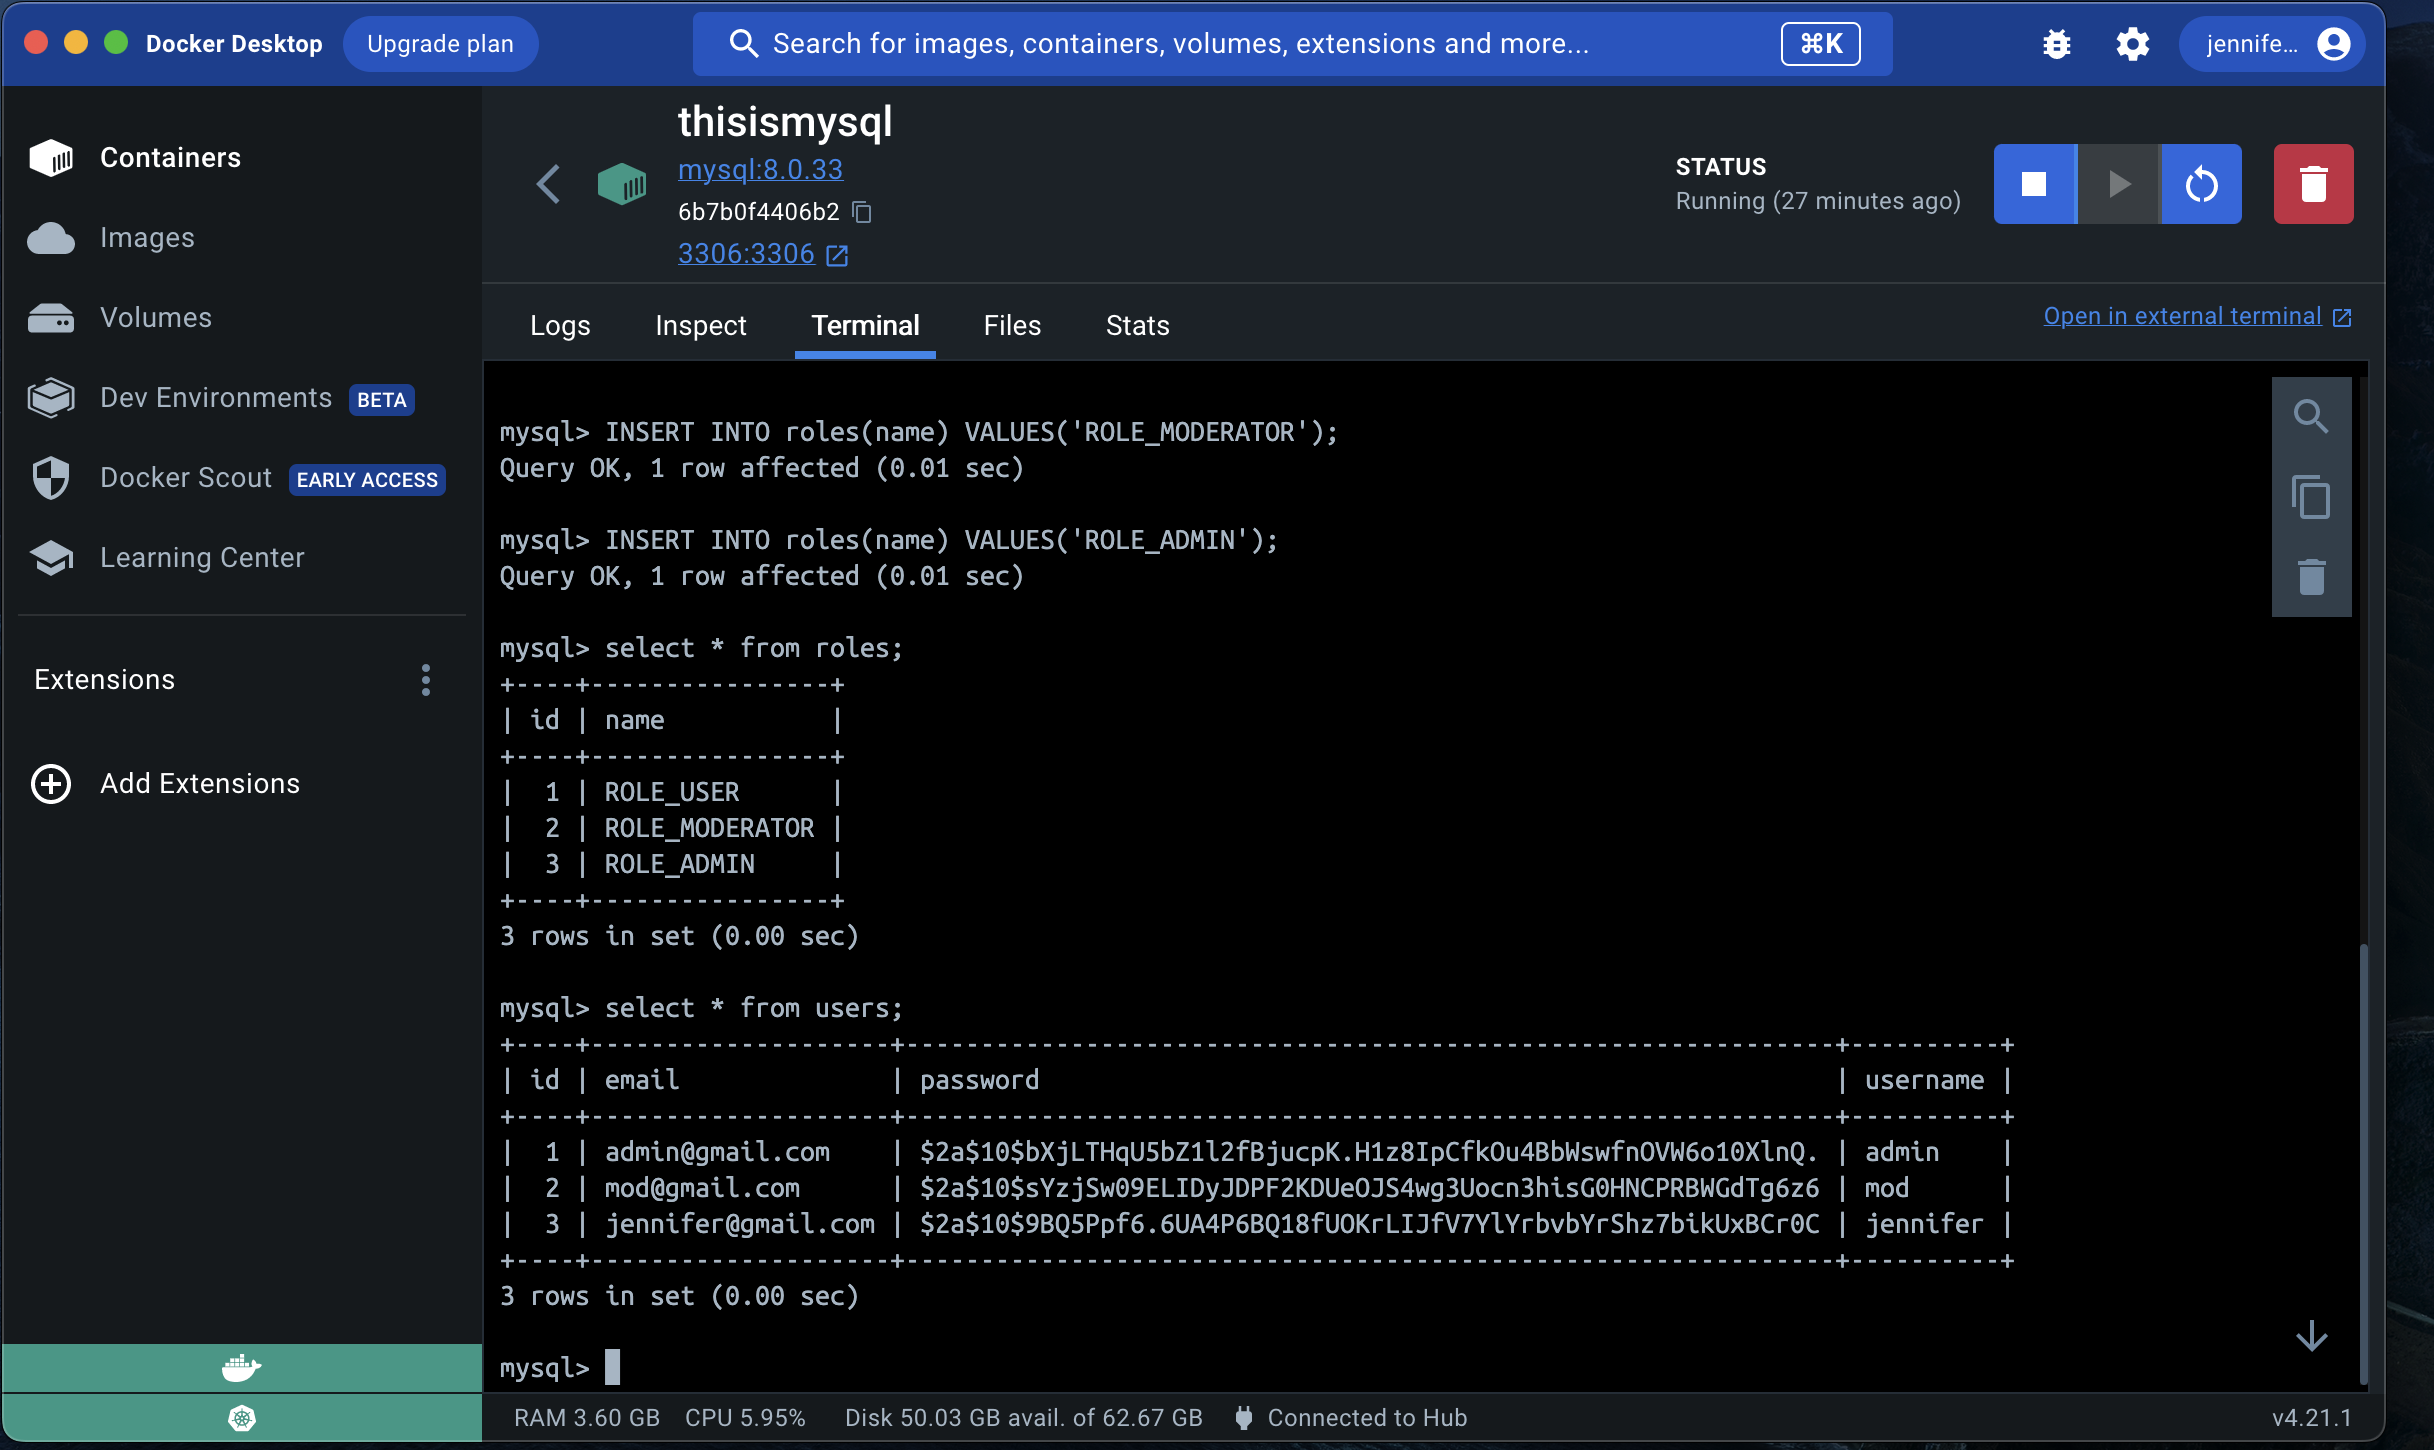 Docker Desktop
Upgrade plan
Search for images, containers, volumes, extensions and more...
⌘K
jennife...
Containers
Images
Volumes
Dev Environments BETA
Docker Scout EARLY ACCESS
Learning Center
Extensions
Add Extensions
thisismysql
mysql:8.0.33
6b7b0f4406b2
3306:3306
STATUS
Running (27 minutes ago)
Logs Inspect Terminal Files Stats
Open in external terminal
mysql> INSERT INTO roles(name) VALUES('ROLE_MODERATOR');
Query OK, 1 row affected (0.01 sec)
mysql> INSERT INTO roles(name) VALUES('ROLE_ADMIN');
Query OK, 1 row affected (0.01 sec)
mysql> select * from roles;
+----+----------------+
| id | name           |
+----+----------------+
|  1 | ROLE_USER      |
|  2 | ROLE_MODERATOR |
|  3 | ROLE_ADMIN     |
+----+----------------+
3 rows in set (0.00 sec)
mysql> select * from users;
+----+--------------------+--------------------------------------------------------------+----------+
| id | email              | password                                                     | username |
+----+--------------------+--------------------------------------------------------------+----------+
|  1 | admin@gmail.com    | $2a$10$bXjLTHqU5bZ1l2fBjucpK.H1z8IpCfkOu4BbWswfnOVW6o10XlnQ. | admin    |
|  2 | mod@gmail.com      | $2a$10$sYzjSw09ELIDyJDPF2KDUeOJS4wg3Uocn3hisG0HNCPRBWGdTg6z6 | mod      |
|  3 | jennifer@gmail.com | $2a$10$9BQ5Ppf6.6UA4P6BQ18fUOKrLIJfV7YlYrbvbYrShz7bikUxBCr0C | jennifer |
+----+--------------------+--------------------------------------------------------------+----------+
3 rows in set (0.00 sec)
mysql>
RAM 3.60 GB CPU 5.95% Disk 50.03 GB avail. of 62.67 GB Connected to Hub v4.21.1